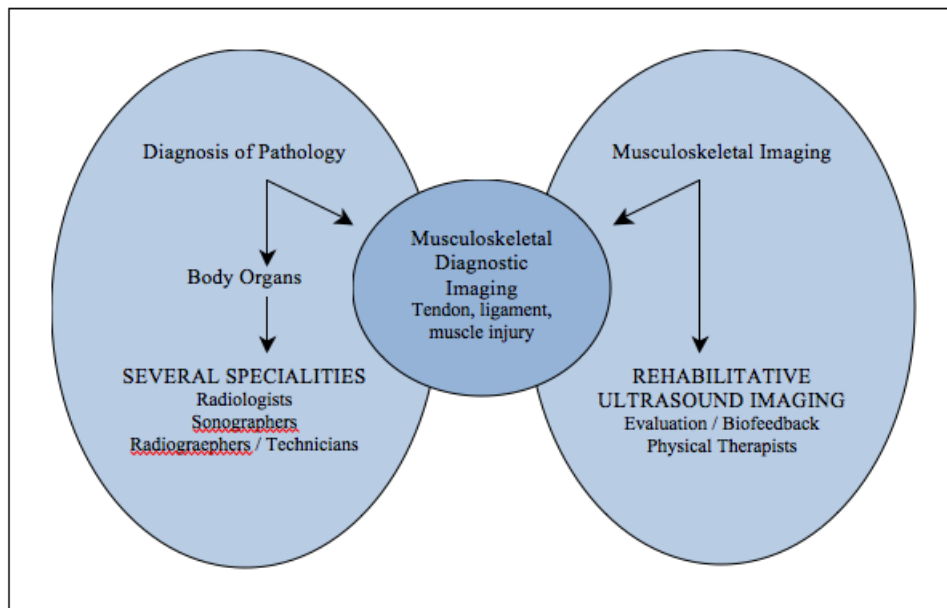 Diagnosis of Pathology
Body Organs
SEVERAL SPECIALITIES
Radiologists
Sonographers
Radiograephers / Technicians
Musculoskeletal
Diagnostic
Imaging
Tendon, ligament,
muscle injury
Musculoskeletal Imaging
REHABILITATIVE
ULTRASOUND IMAGING
Evaluation / Biofeedback
Physical Therapists